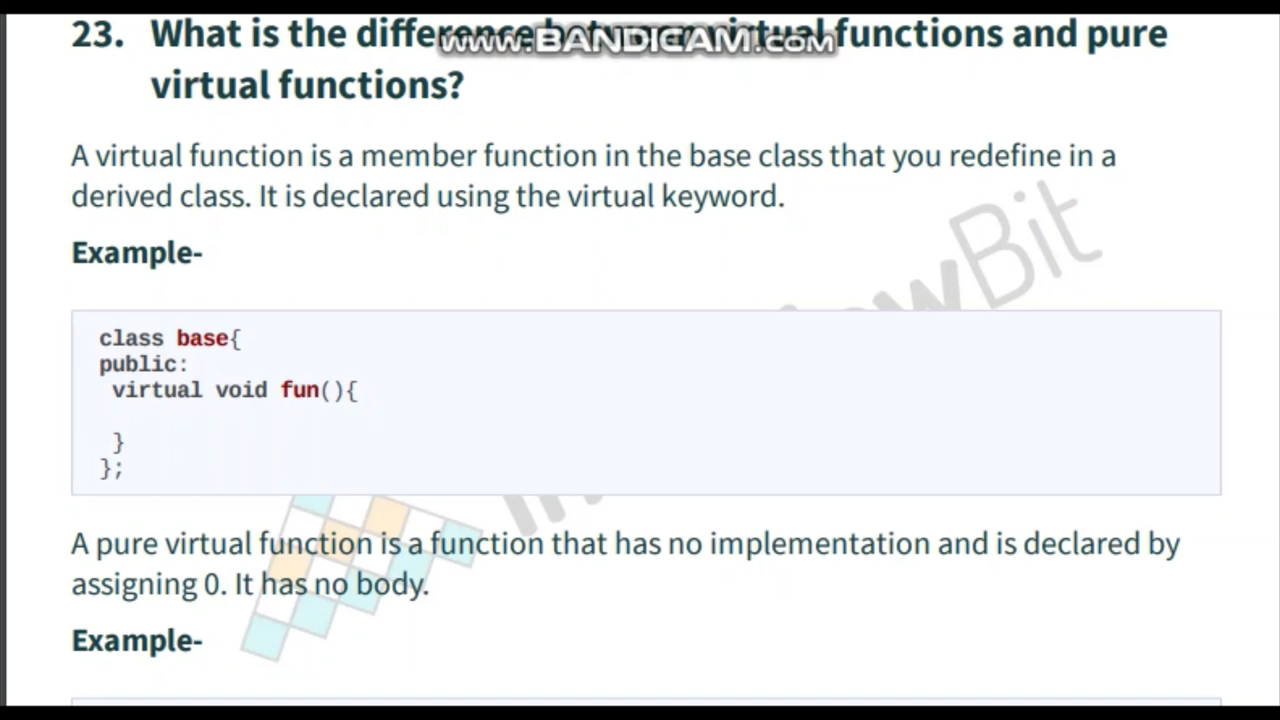 23. What is the difference between virtual functions and pure
www.BANDICAM.com
virtual functions?
A virtual function is a member function in the base class that you redefine in a
derived class. It is declared using the virtual keyword.
Example-
class base{
public:
virtual void fun(){
}
};
A pure virtual function is a function that has no implementation and is declared by
assigning 0. It has no body.
Example-